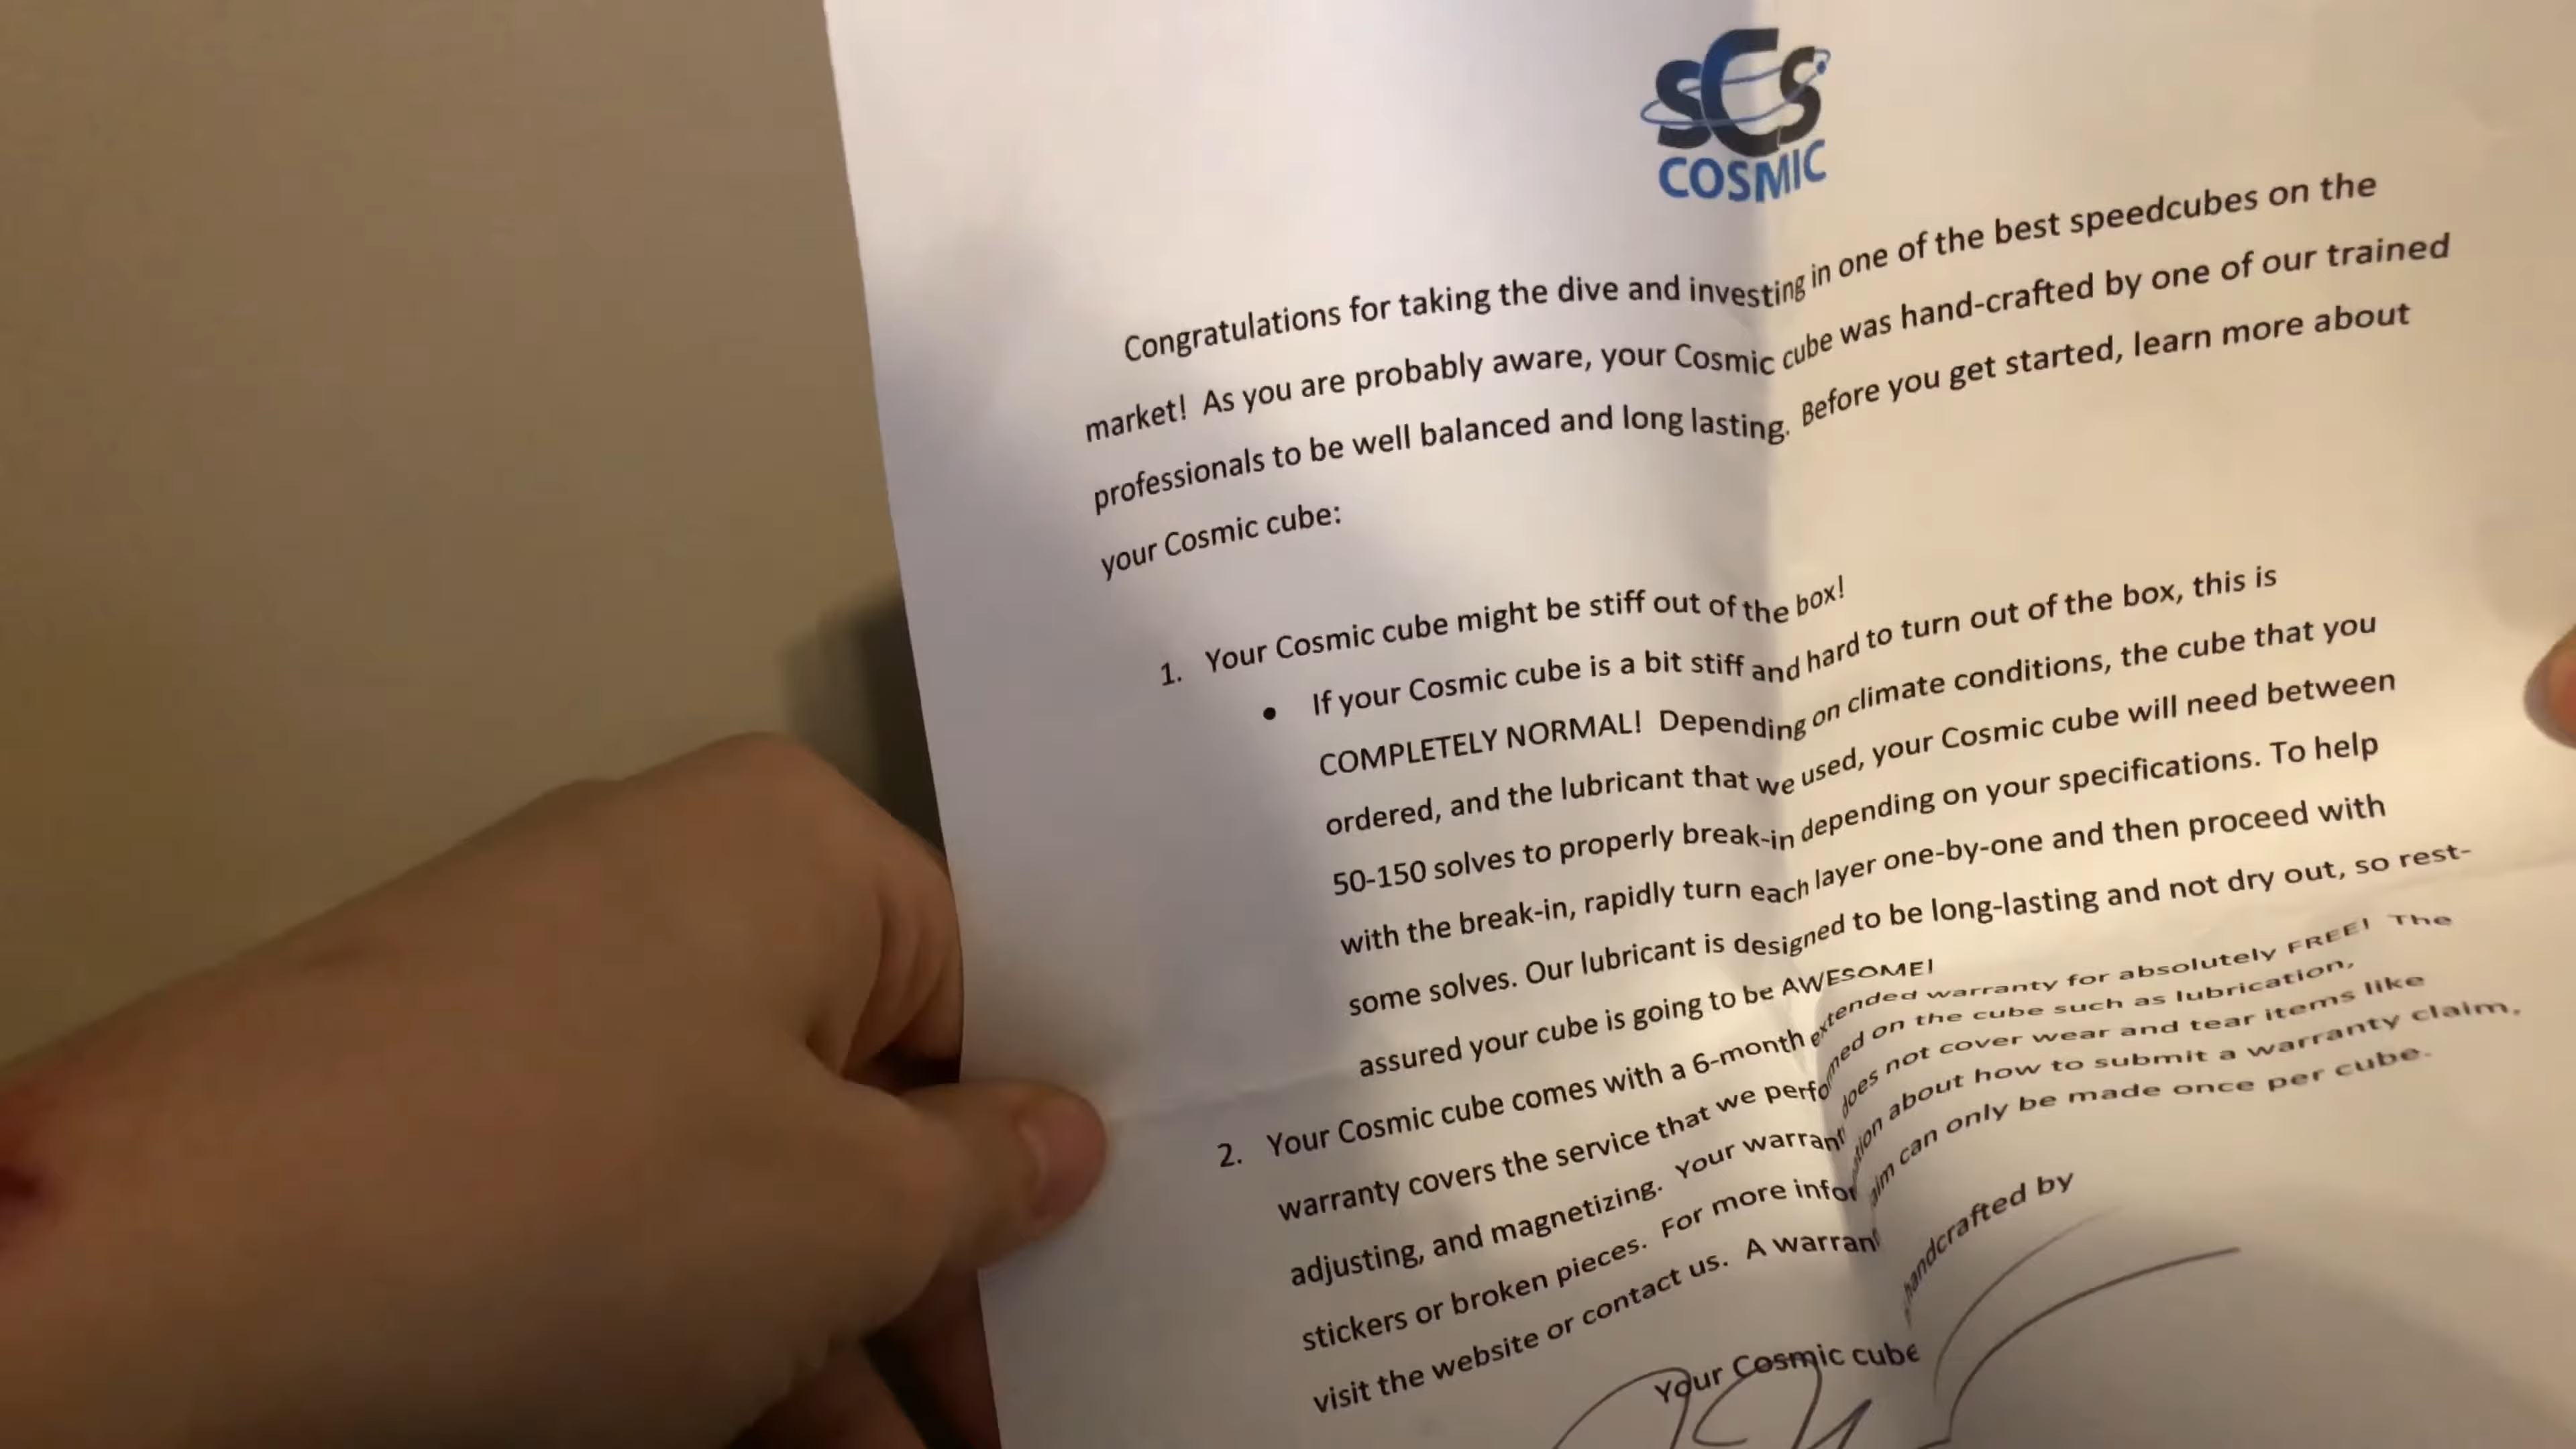 sCs
COSMIC
Congratulations for taking the dive and investing in one of the best speedcubes on the
market! As you are probably aware, your Cosmic cube was hand-crafted by one of our trained
professionals to be well balanced and long lasting. Before you get started, learn more about
your Cosmic cube:
1. Your Cosmic cube might be stiff out of the box!
• If your Cosmic cube is a bit stiff and hard to turn out of the box, this is
COMPLETELY NORMAL! Depending on climate conditions, the cube that you
ordered, and the lubricant that we used, your Cosmic cube will need between
50-150 solves to properly break-in depending on your specifications. To help
with the break-in, rapidly turn each layer one-by-one and then proceed with
some solves. Our lubricant is designed to be long-lasting and not dry out, so rest-
assured your cube is going to be AWESOME!
2. Your Cosmic cube comes with a 6-month extended warranty for absolutely FREE! The
warranty covers the service that we performed on the cube such as lubrication,
adjusting, and magnetizing. Your warrant does not cover wear and tear items like
stickers or broken pieces. For more about how to submit a warranty claim,
visit the website or contact us. A can only be made once per cube.
Your Cosmic cube handcrafted by